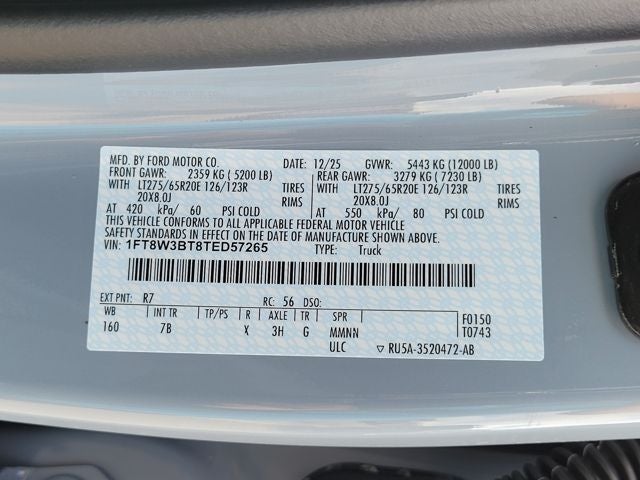 MFD. BY FORD MOTOR CO. DATE: 12/25 GVWR: 5443 KG (12000 LB)
FRONT GAWR: 2359 KG ( 5200 LB) REAR GAWR: 3279 KG ( 7230 LB)
WITH LT275/65R20E 126/123R TIRES WITH LT275/65R20E 126/123R TIRES
20X8.0J RIMS 20X8.0J RIMS
AT 420 kPa/ 60 PSI COLD AT 550 kPa/ 80 PSI COLD
THIS VEHICLE CONFORMS TO ALL APPLICABLE FEDERAL MOTOR VEHICLE
SAFETY STANDARDS IN EFFECT ON THE DATE OF MANUFACTURE SHOWN ABOVE.
VIN: 1FT8W3BT8TED57265 TYPE: Truck
EXT PNT: R7 RC: 56 DSO:
WB INT TR TP/PS R AXLE TR SPR F0150
160 7B X 3H G MMNN T0743
ULC ▽ RU5A-3520472-AB